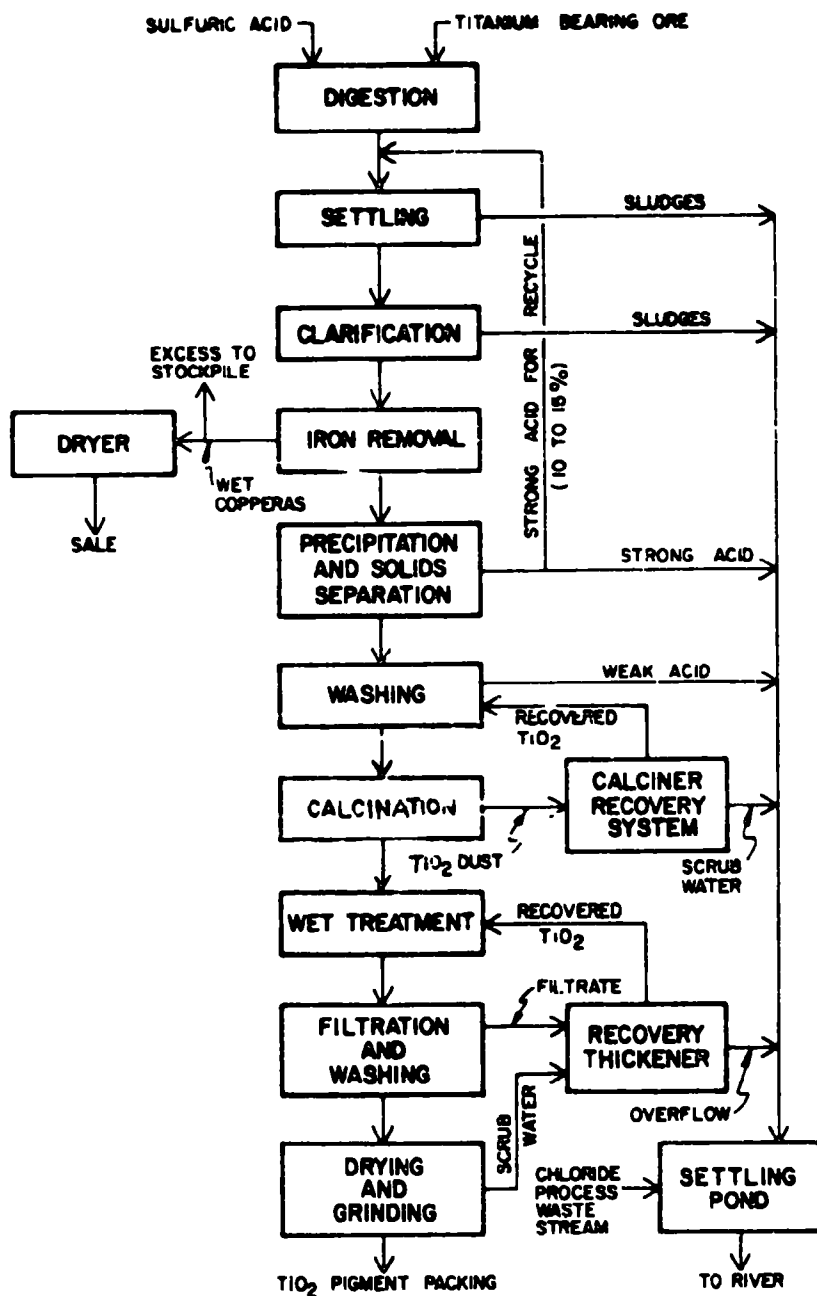 SULFURIC ACID
TITANIUM BEARING ORE
DIGESTION
SETTLING
SLUDGES
STRONG ACID FOR RECYCLE
(10 TO 15%)
CLARIFICATION
SLUDGES
EXCESS TO
STOCKPILE
DRYER
IRON REMOVAL
WET
COPPERAS
SALE
PRECIPITATION
AND SOLIDS
SEPARATION
STRONG ACID
WASHING
WEAK ACID
RECOVERED
TiO2
CALCINATION
CALCINER
RECOVERY
SYSTEM
TiO2 DUST
SCRUB
WATER
WET TREATMENT
RECOVERED
TiO2
FILTRATE
FILTRATION
AND
WASHING
RECOVERY
THICKENER
SCRUB
WATER
OVERFLOW
DRYING
AND
GRINDING
CHLORIDE
PROCESS
WASTE
STREAM
SETTLING
POND
TiO2 PIGMENT PACKING
TO RIVER